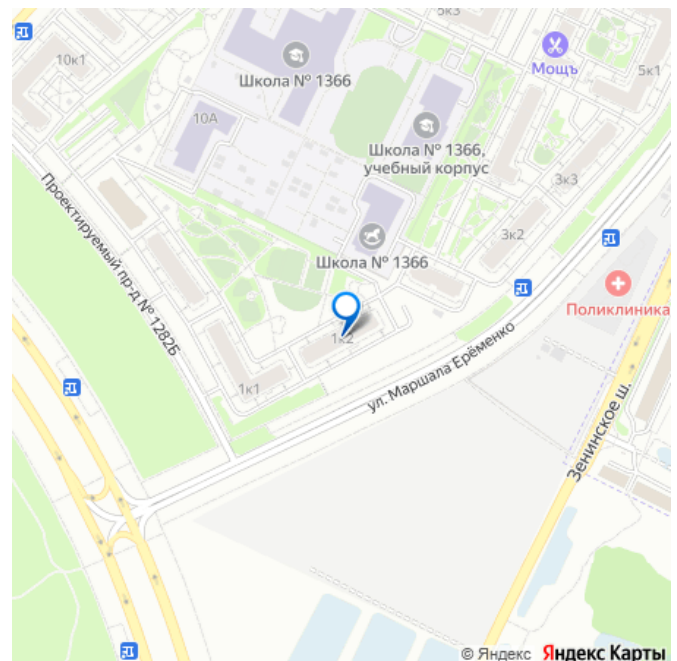 5к3
10к1
Школа № 1366
Мощъ
5к1
10А
Школа № 1366,
учебный корпус
3к3
Проектируемый пр-д № 1282Б
3к2
Школа № 1366
Поликлиника
1к2
ул. Маршала Ерёменко
1к1
Зенинское ш.
© Яндекс Яндекс Карты